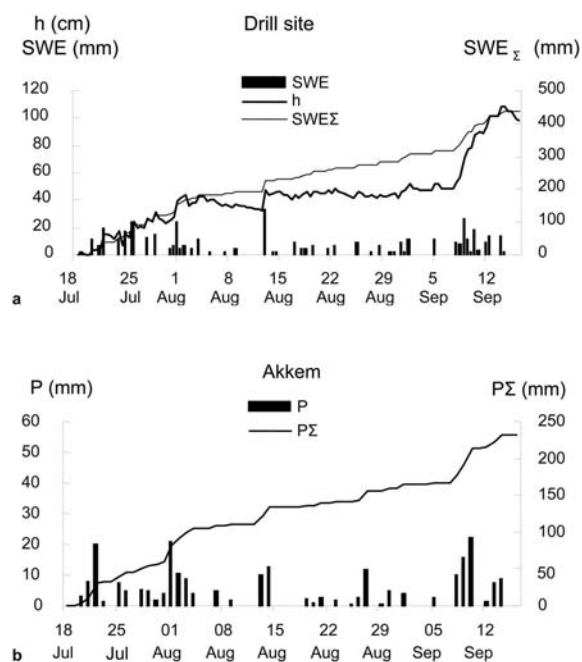 h (cm) Drill site
SWE (mm) SWE Σ (mm)
SWE
h
SWEΣ
120 500
100 400
80
300
60
200
40
100
20
0 0
18 25 1 8 15 22 29 5 12
Jul Jul Aug Aug Aug Aug Aug Sep Sep
a
Akkem
P (mm) PΣ (mm)
P
PΣ
60 250
50 200
40
150
30
100
20
50
10
0 0
18 25 01 08 15 22 29 05 12
Jul Jul Aug Aug Aug Aug Aug Sep Sep
b